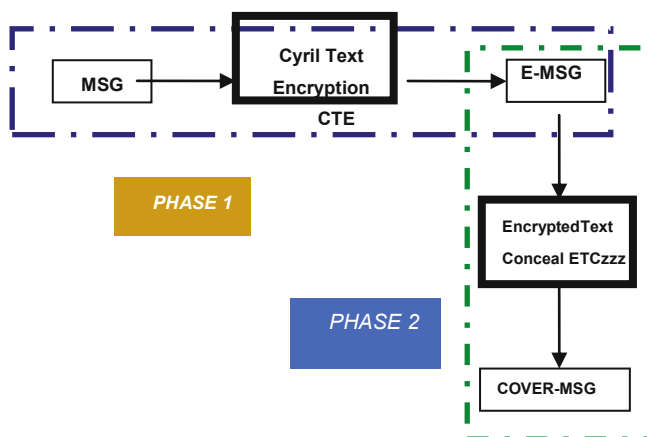 MSG
Cyril Text
Encryption
CTE
E-MSG
PHASE 1
EncryptedText
Conceal ETCzzz
PHASE 2
COVER-MSG